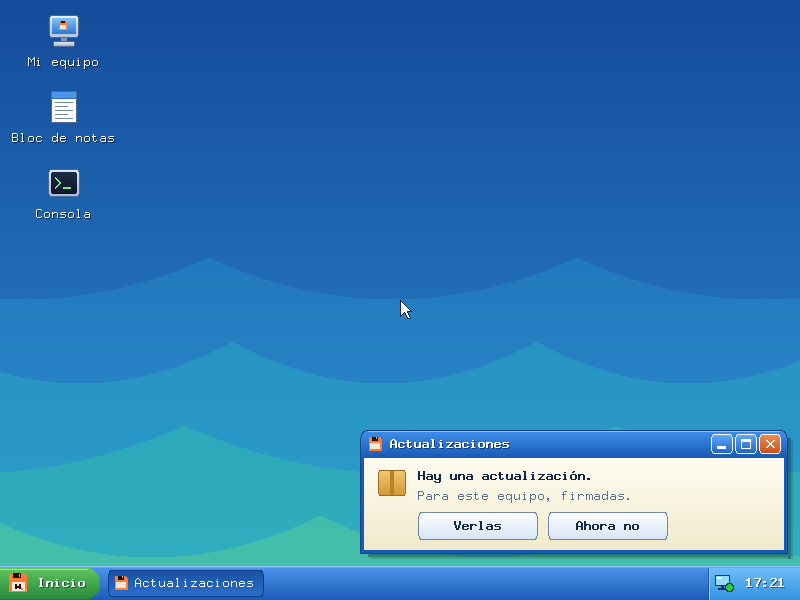 Mi equipo
Bloc de notas
Consola
Actualizaciones
Hay una actualización.
Para este equipo, firmadas.
Verlas
Ahora no
Inicio
Actualizaciones
17:21